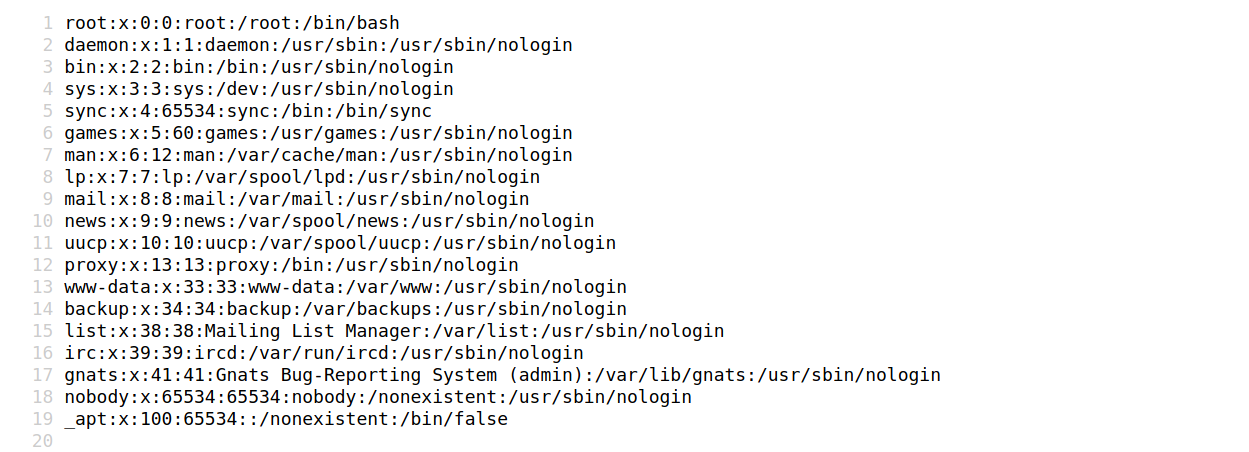 1 root:x:0:0:root:/root:/bin/bash
2 daemon:x:1:1:daemon:/usr/sbin:/usr/sbin/nologin
3 bin:x:2:2:bin:/bin:/usr/sbin/nologin
4 sys:x:3:3:sys:/dev:/usr/sbin/nologin
5 sync:x:4:65534:sync:/bin:/bin/sync
6 games:x:5:60:games:/usr/games:/usr/sbin/nologin
7 man:x:6:12:man:/var/cache/man:/usr/sbin/nologin
8 lp:x:7:7:lp:/var/spool/lpd:/usr/sbin/nologin
9 mail:x:8:8:mail:/var/mail:/usr/sbin/nologin
10 news:x:9:9:news:/var/spool/news:/usr/sbin/nologin
11 uucp:x:10:10:uucp:/var/spool/uucp:/usr/sbin/nologin
12 proxy:x:13:13:proxy:/bin:/usr/sbin/nologin
13 www-data:x:33:33:www-data:/var/www:/usr/sbin/nologin
14 backup:x:34:34:backup:/var/backups:/usr/sbin/nologin
15 list:x:38:38:Mailing List Manager:/var/list:/usr/sbin/nologin
16 irc:x:39:39:ircd:/var/run/ircd:/usr/sbin/nologin
17 gnats:x:41:41:Gnats Bug-Reporting System (admin):/var/lib/gnats:/usr/sbin/nologin
18 nobody:x:65534:65534:nobody:/nonexistent:/usr/sbin/nologin
19 _apt:x:100:65534::/nonexistent:/bin/false
20